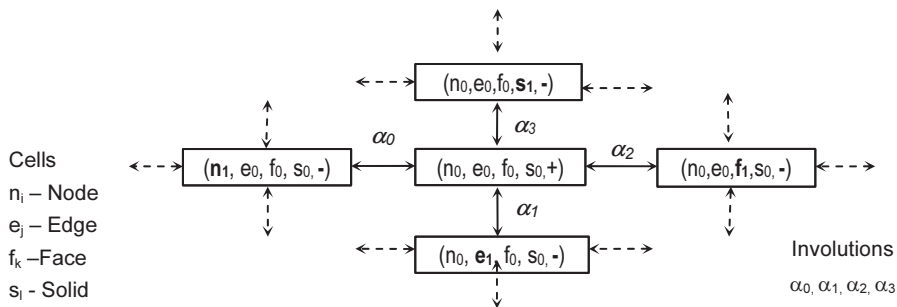 (n₀,e₀,f₀,s₁,-)
α₀
α₃
α₂
Cells
(n₁, e₀, f₀, s₀,-)
(n₀, e₀, f₀, s₀,+)
(n₀,e₀,f₁,s₀,-)
nᵢ – Node
α₁
eⱼ – Edge
(n₀, e₁, f₀, s₀,-)
Involutions
fₖ –Face
sₗ - Solid
α₀, α₁, α₂, α₃